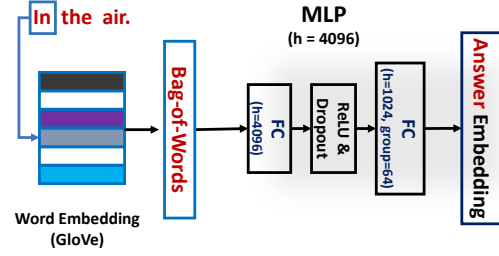 In the air.
MLP
(h = 4096)
Bag-of-Words
FC
(h=4096)
ReLU &
Dropout
FC
(h=1024, group=64)
Answer Embedding
Word Embedding
(GloVe)